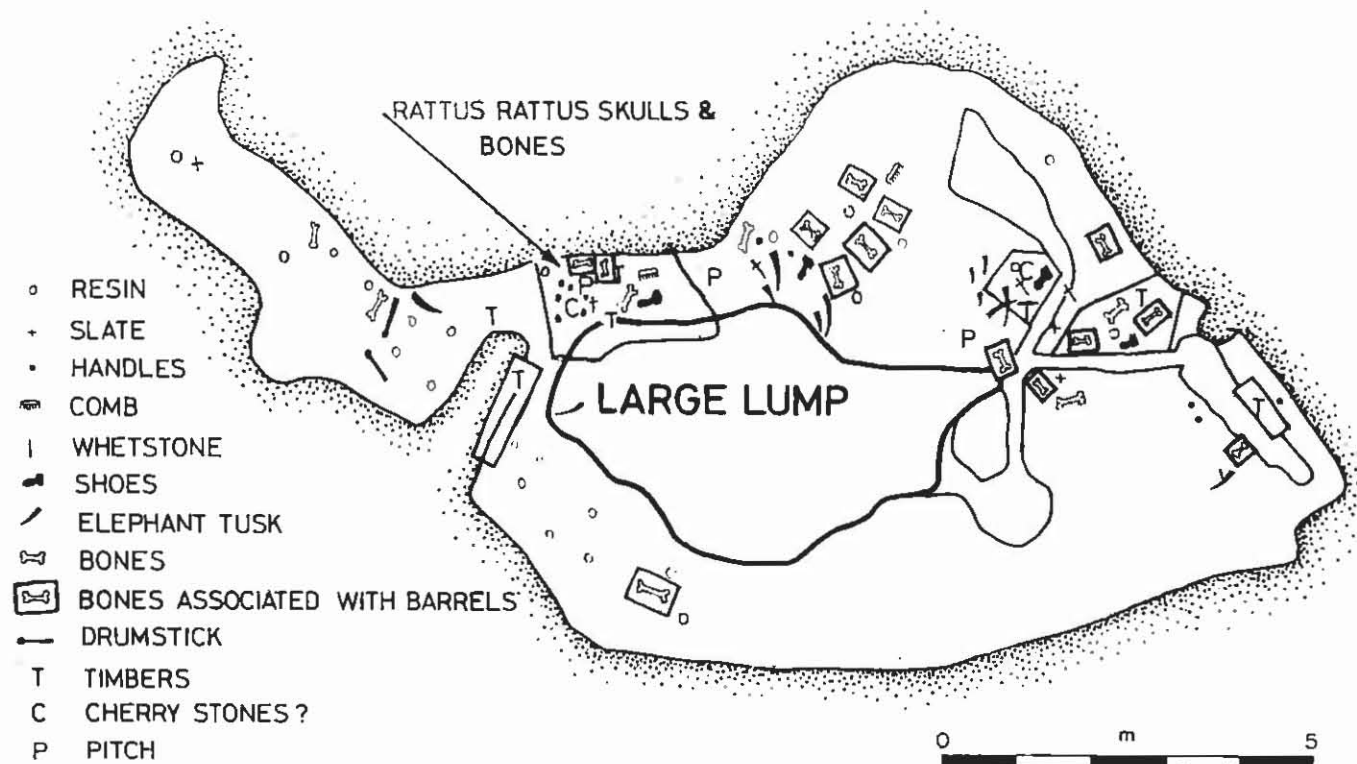 RATTUS RATTUS SKULLS &
BONES
LARGE LUMP
T
P
C
T
T
P
C
T
P
T
T
T
RESIN
SLATE
HANDLES
COMB
WHETSTONE
SHOES
ELEPHANT TUSK
BONES
BONES ASSOCIATED WITH BARRELS
DRUMSTICK
T TIMBERS
C CHERRY STONES?
P PITCH
0 m 5